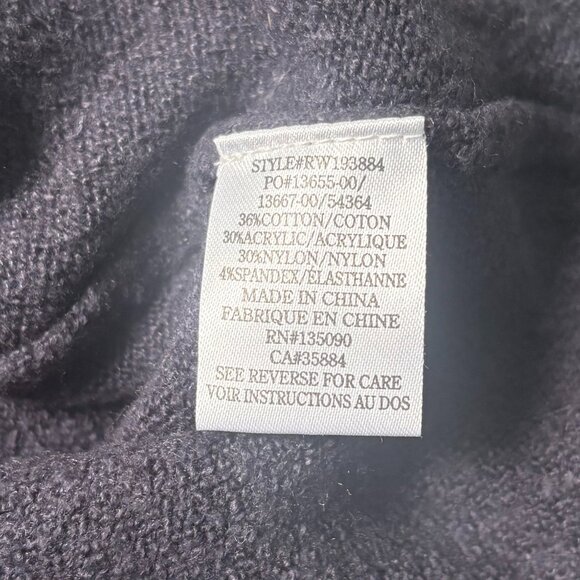 STYLE#RW193884
PO#13655-00/
13667-00/54364
36%COTTON/COTON
30%ACRYLIC/ACRYLIQUE
30%NYLON/NYLON
4%SPANDEX/ÉLASTHANNE
MADE IN CHINA
FABRIQUE EN CHINE
RN#135090
CA#35884
SEE REVERSE FOR CARE
VOIR INSTRUCTIONS AU DOS